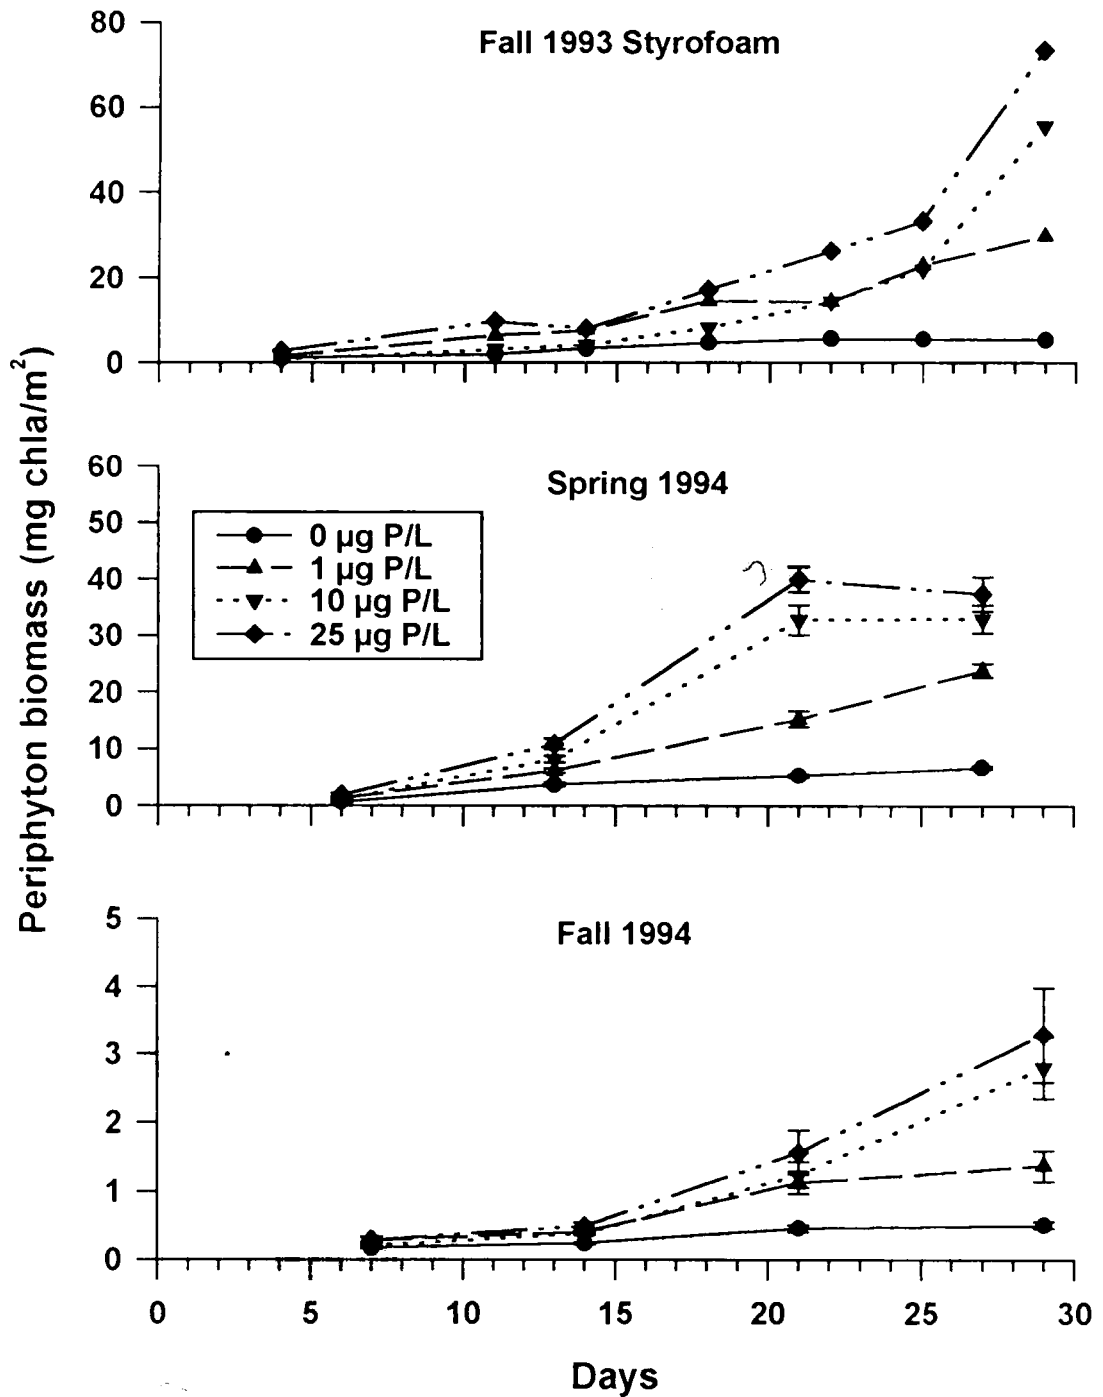 Fall 1993 Styrofoam
80
60
40
20
0
Periphyton biomass (mg chla/m²)
Spring 1994
60
50
40
30
20
10
0
0 µg P/L
1 µg P/L
10 µg P/L
25 µg P/L
Fall 1994
5
4
3
2
1
0
0 5 10 15 20 25 30
Days